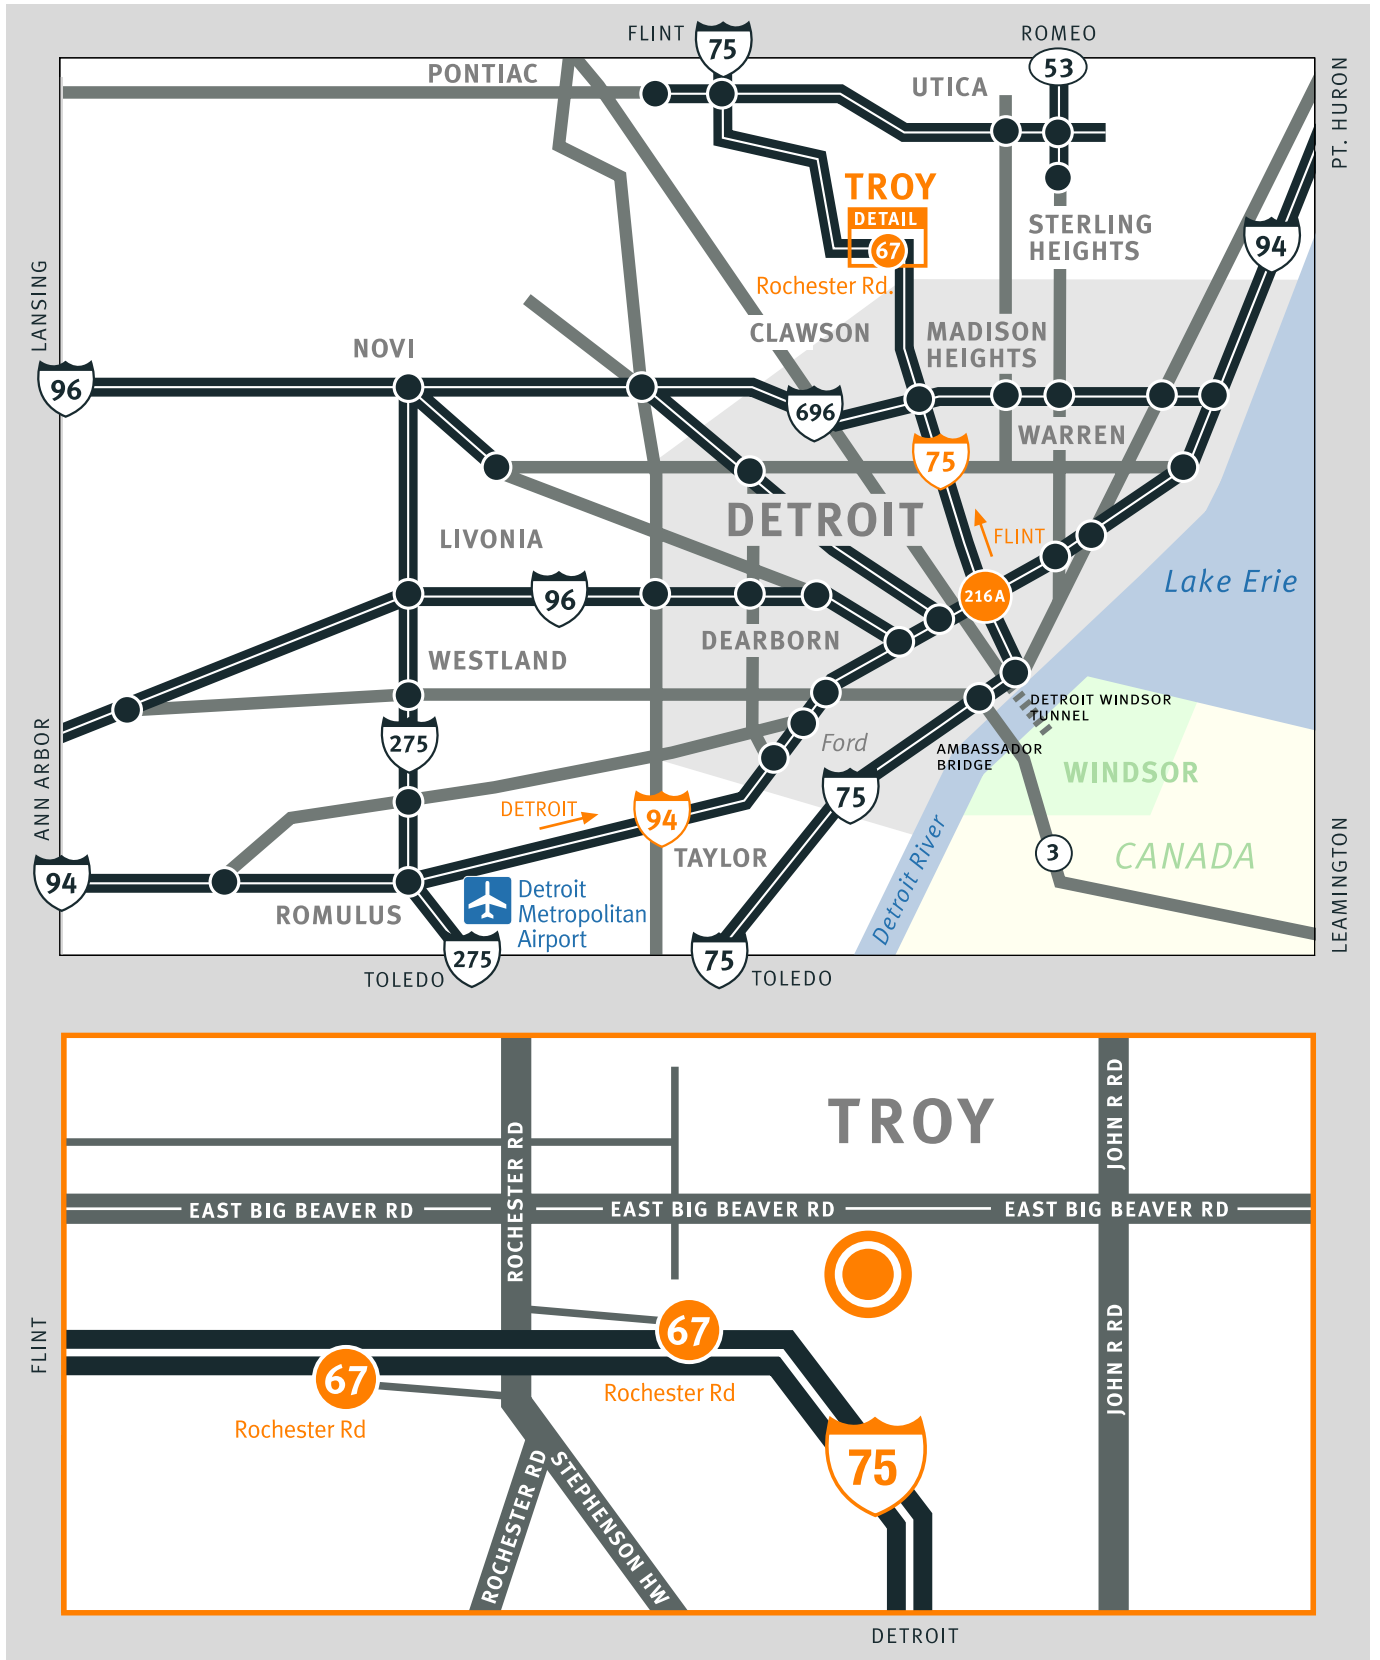 FLINT
75
ROMEO
53
PONTIAC
UTICA
PT. HURON
TROY
DETAIL
67
Rochester Rd.
STERLING
HEIGHTS
94
LANSING
NOVI
CLAWSON
MADISON
HEIGHTS
96
696
WARREN
75
DETROIT
FLINT
LIVONIA
Lake Erie
96
216A
DEARBORN
WESTLAND
DETROIT WINDSOR
TUNNEL
ANN ARBOR
275
Ford
AMBASSADOR
BRIDGE
WINDSOR
75
DETROIT
94
TAYLOR
3
CANADA
LEAMINGTON
Detroit River
94
ROMULUS
Detroit
Metropolitan
Airport
275
75
TOLEDO
TOLEDO
TROY
JOHN R RD
ROCHESTER RD
EAST BIG BEAVER RD
EAST BIG BEAVER RD
EAST BIG BEAVER RD
FLINT
67
67
Rochester Rd
Rochester Rd
JOHN R RD
75
ROCHESTER RD
STEPHENSON HW
DETROIT